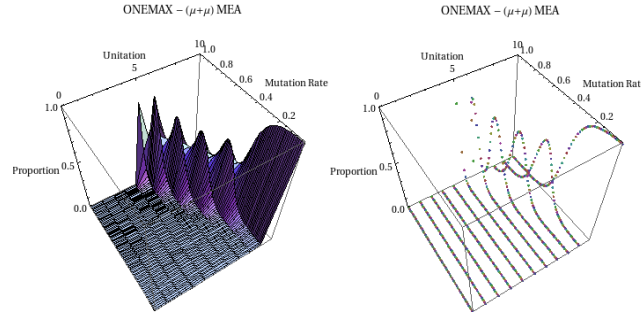 ONEMAX – (μ+μ) MEA
Unitation
0
5
10
1.0
0.8
0.6
0.4
0.2
Mutation Rate
1.0
0.5
0.0
Proportion
ONEMAX – (μ+μ) MEA
Unitation
0
5
10
1.0
0.8
0.6
0.4
0.2
Mutation Rat
1.0
0.5
0.0
Proportion